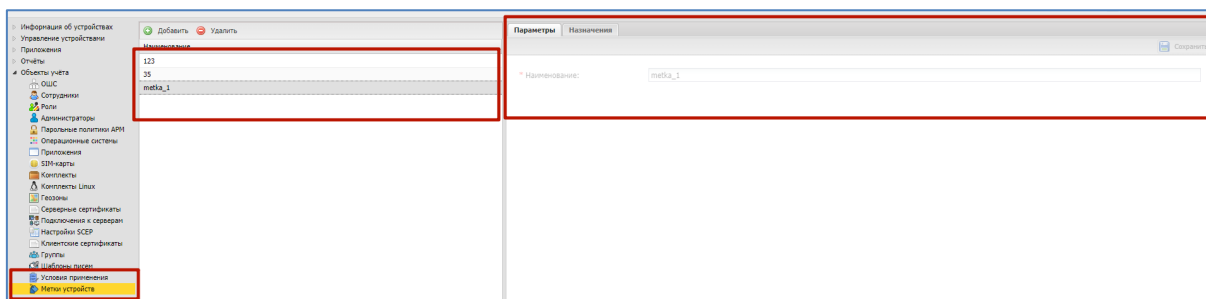 Информация об устройствах
Управление устройствами
Приложения
Отчёты
Объекты учёта
ОШС
Сотрудники
Роли
Администраторы
Парольные политики АРМ
Операционные системы
Приложения
SIM-карты
Комплекты
Комплекты Linux
Геозоны
Серверные сертификаты
Подключения к серверам
Настройки SCEP
Клиентские сертификаты
Группы
Шаблоны писем
Условия применения
Метки устройств
Добавить Удалить
Наименование
123
35
metka_1
Параметры Назначения
Сохранить
* Наименование: metka_1